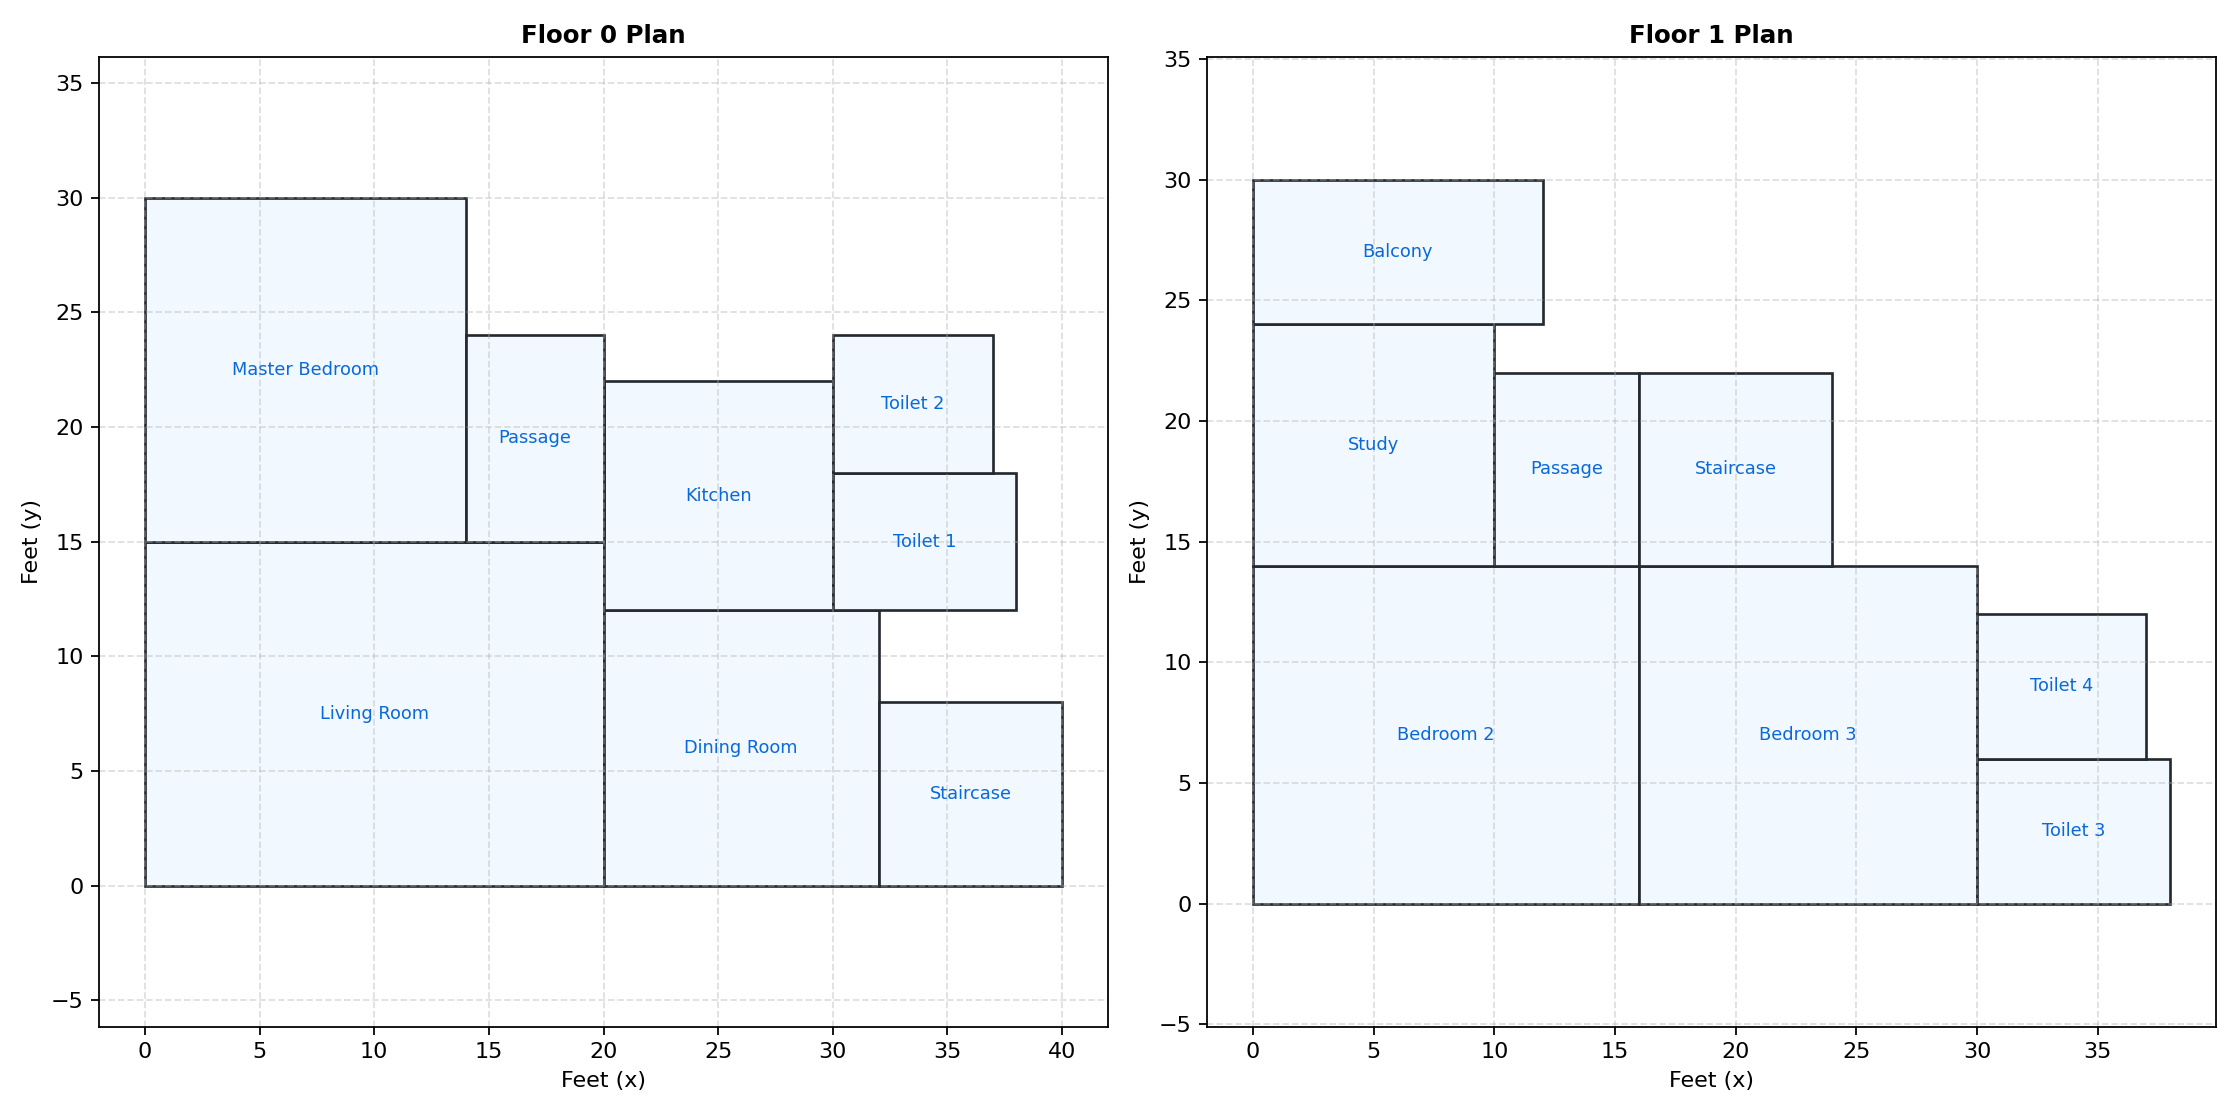 Floor 0 Plan
35
30
25
20
15
10
5
0
−5
Feet (y)
Master Bedroom
Passage
Toilet 2
Kitchen
Toilet 1
Living Room
Dining Room
Staircase
0 5 10 15 20 25 30 35 40
Feet (x)
Floor 1 Plan
35
30
25
20
15
10
5
0
−5
Feet (y)
Balcony
Study
Passage
Staircase
Toilet 4
Bedroom 2
Bedroom 3
Toilet 3
0 5 10 15 20 25 30 35
Feet (x)